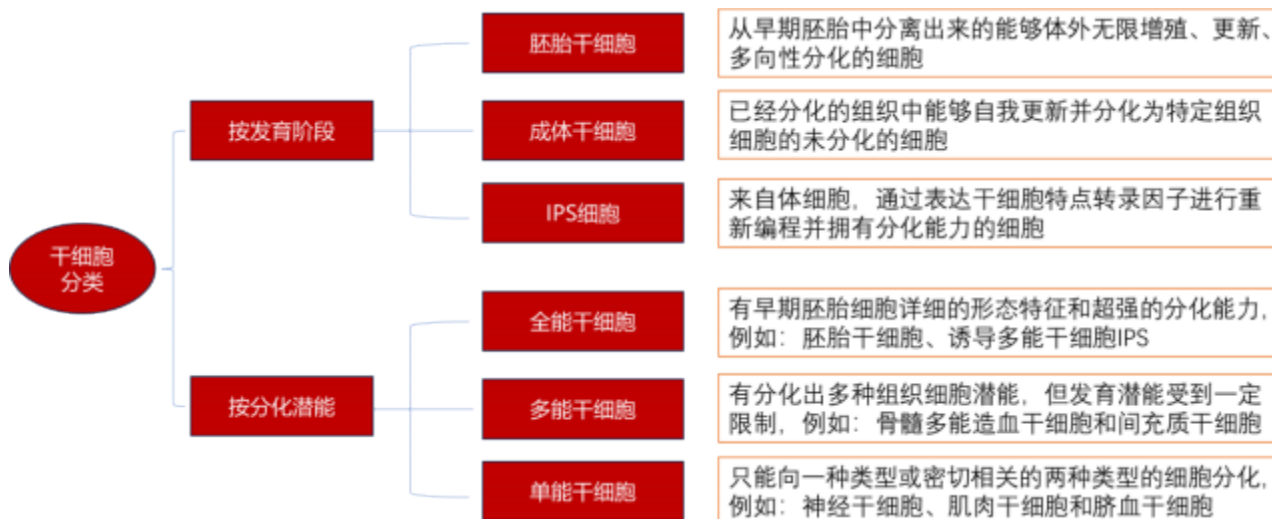 胚胎干细胞
从早期胚胎中分离出来的能够体外无限增殖、更新、
多向性分化的细胞
按发育阶段
成体干细胞
已经分化的组织中能够自我更新并分化为特定组织
细胞的未分化的细胞
IPS细胞
来自体细胞，通过表达干细胞特点转录因子进行重
新编程并拥有分化能力的细胞
干细胞
分类
全能干细胞
有早期胚胎细胞详细的形态特征和超强的分化能力，
例如：胚胎干细胞、诱导多能干细胞IPS
按分化潜能
多能干细胞
有分化出多种组织细胞潜能，但发育潜能受到一定
限制，例如：骨髓多能造血干细胞和间充质干细胞
单能干细胞
只能向一种类型或密切相关的两种类型的细胞分化，
例如：神经干细胞、肌肉干细胞和脐血干细胞